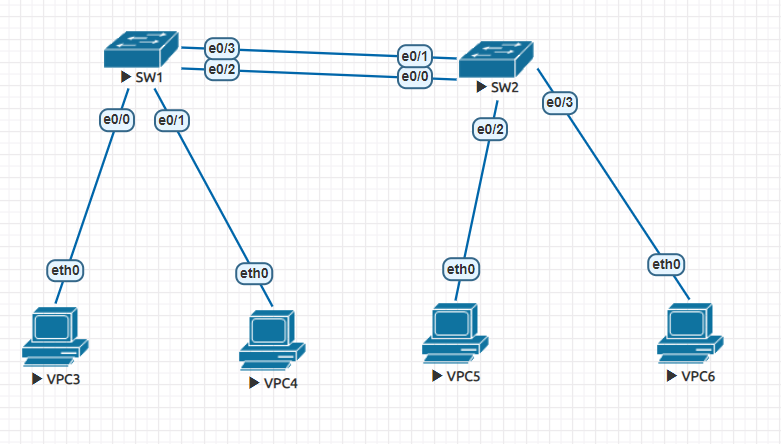 e0/3
e0/1
e0/2
e0/0
SW1
SW2
e0/0
e0/1
e0/3
e0/2
eth0
eth0
eth0
eth0
VPC3
VPC4
VPC5
VPC6